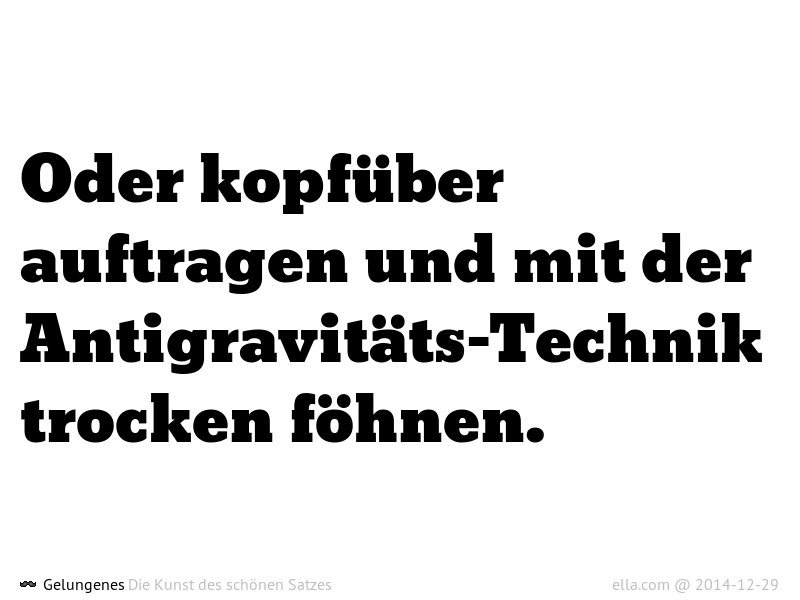 Oder kopfüber
auftragen und mit der
Antigravitäts-Technik
trocken föhnen.
Gelungenes Die Kunst des schönen Satzes
ella.com @ 2014-12-29